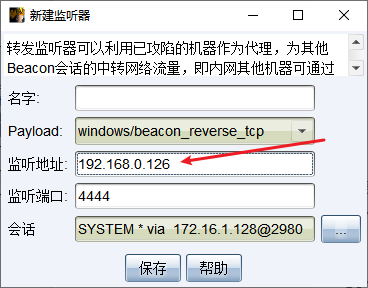 新建监听器
转发监听器可以利用已攻陷的机器作为代理，为其他
Beacon会话的中转网络流量，即内网其他机器可通过
名字:
Payload: windows/beacon_reverse_tcp
监听地址: 192.168.0.126
监听端口: 4444
会话 SYSTEM * via 172.16.1.128@2980 ...
保存 帮助